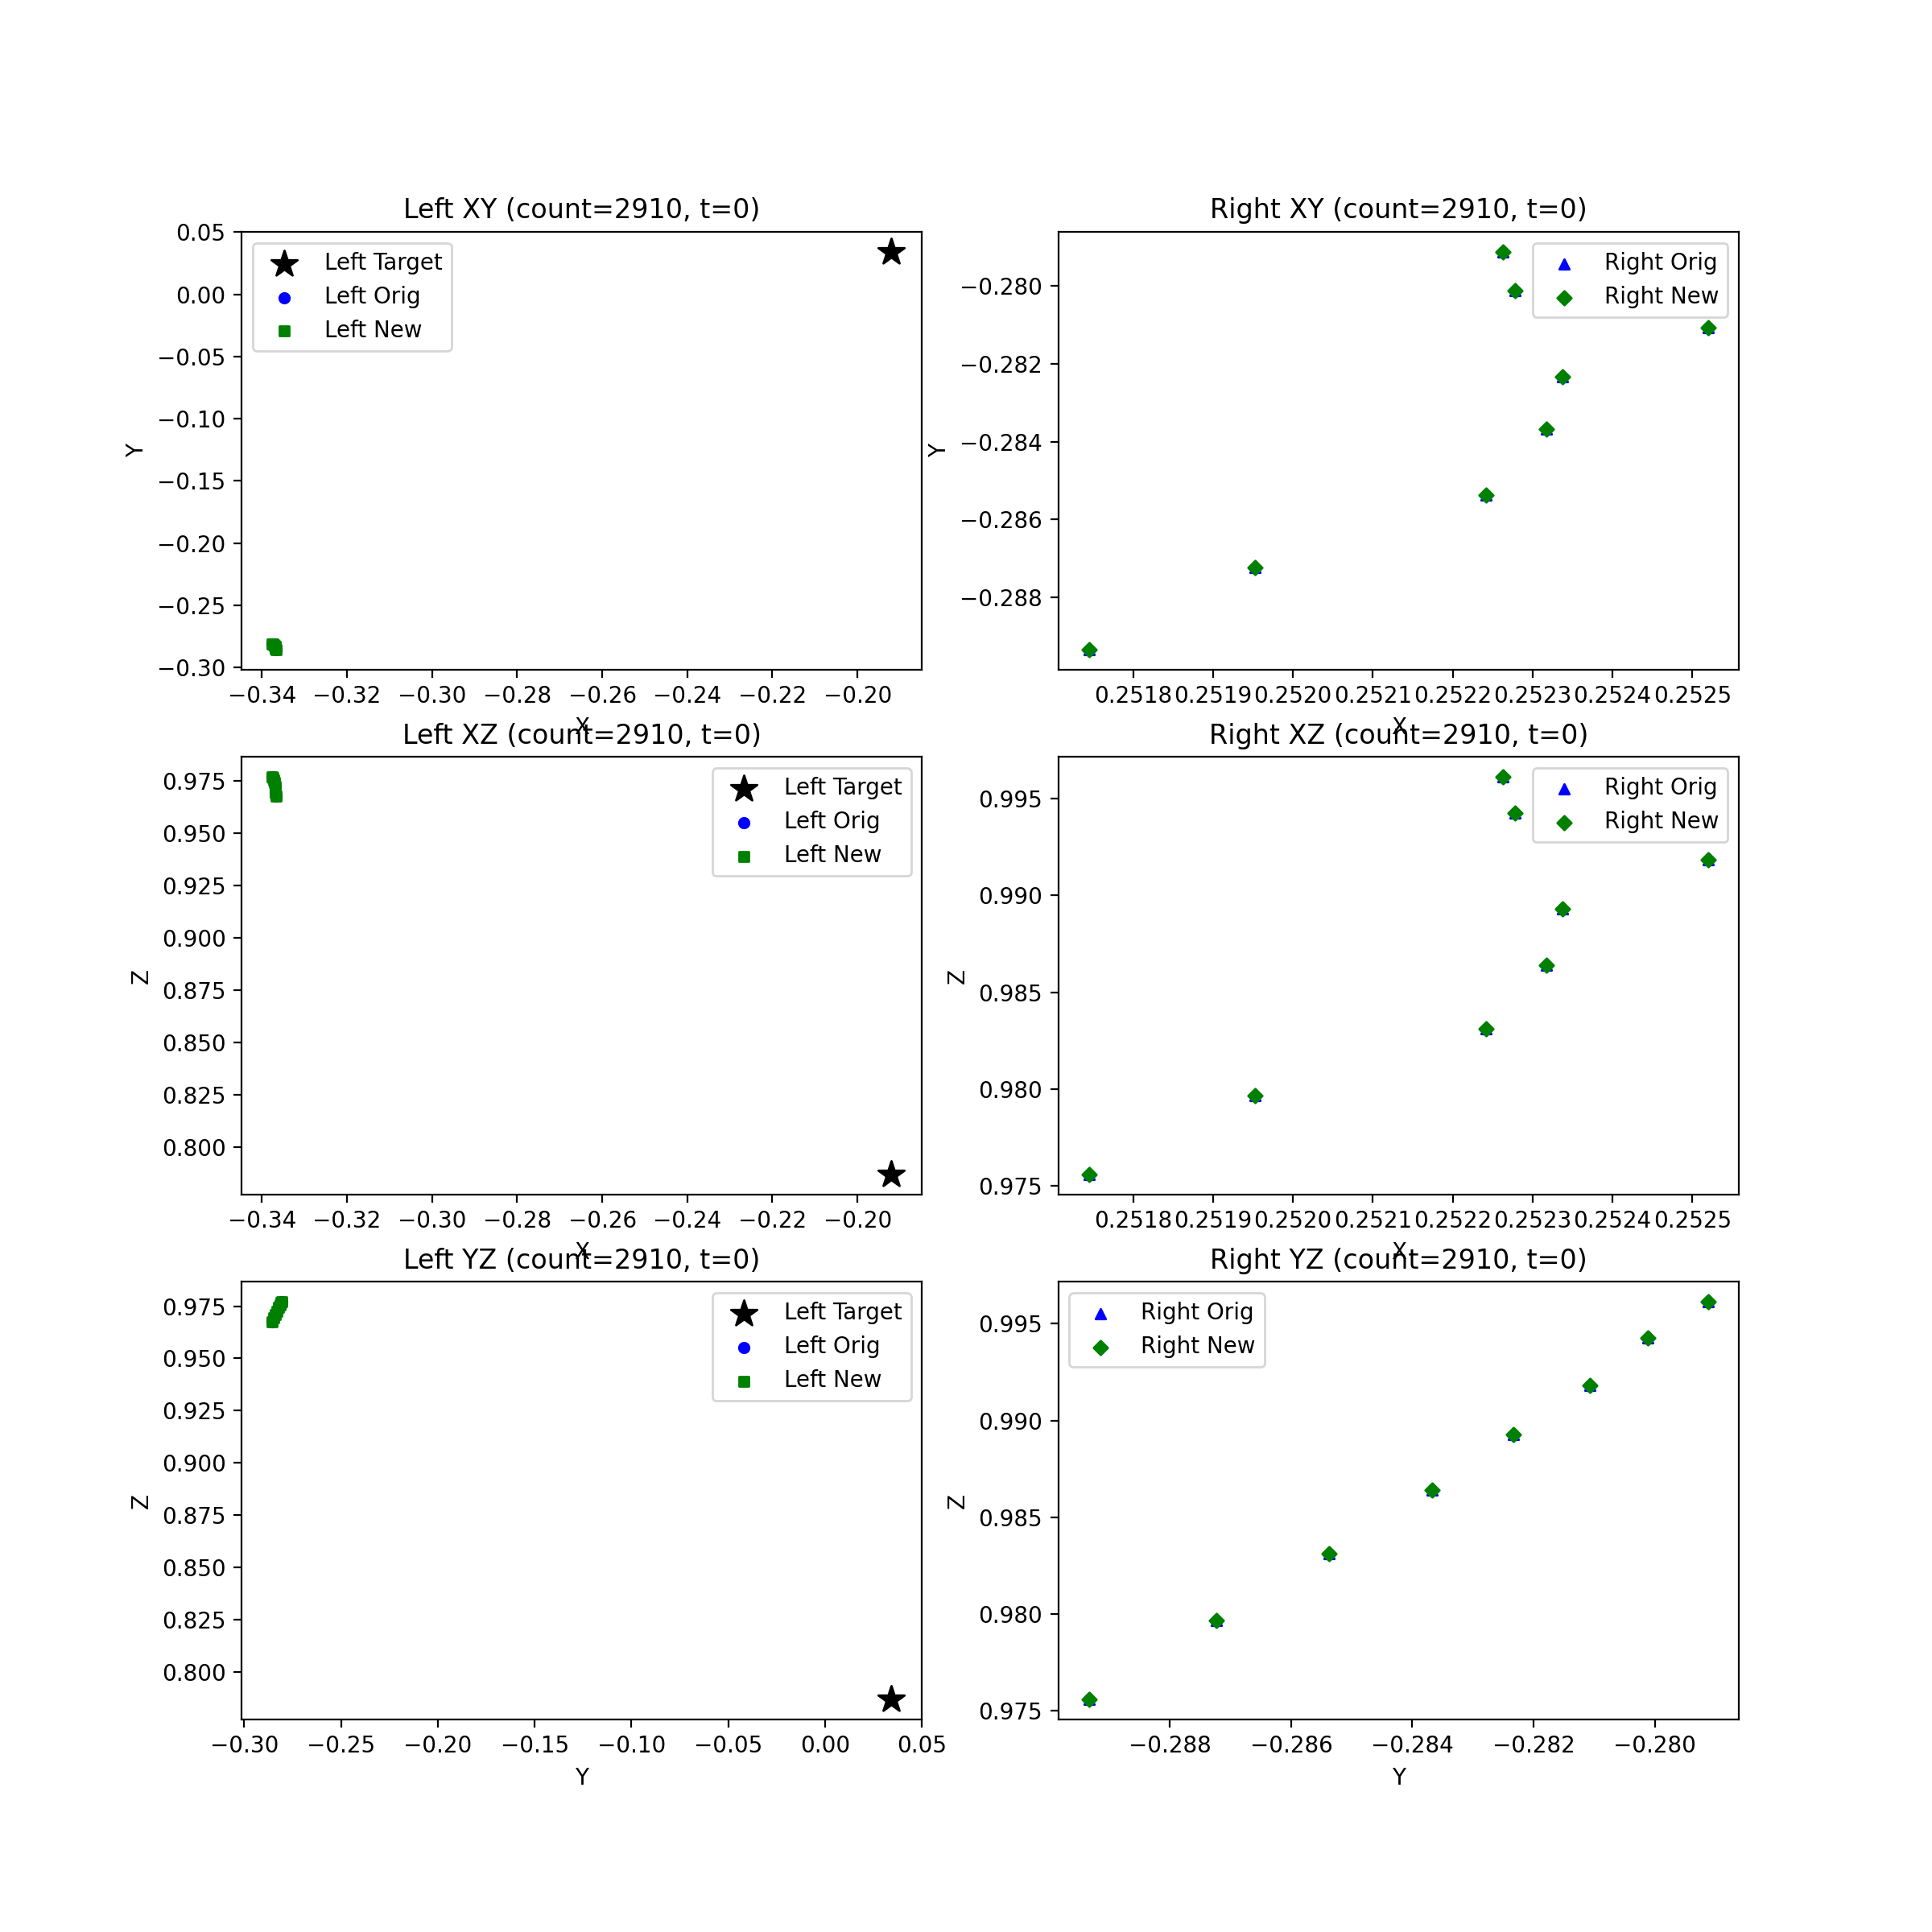 Left XY (count=2910, t=0)
0.05
0.00
−0.05
−0.10
−0.15
−0.20
−0.25
−0.30
Y
Left Target
Left Orig
Left New
−0.34 −0.32 −0.30 −0.28 −0.26 −0.24 −0.22 −0.20
X
Right XY (count=2910, t=0)
−0.280
−0.282
−0.284
−0.286
−0.288
Y
Right Orig
Right New
0.2518 0.2519 0.2520 0.2521 0.2522 0.2523 0.2524 0.2525
X
Left XZ (count=2910, t=0)
0.975
0.950
0.925
0.900
0.875
0.850
0.825
0.800
Z
Left Target
Left Orig
Left New
−0.34 −0.32 −0.30 −0.28 −0.26 −0.24 −0.22 −0.20
X
Right XZ (count=2910, t=0)
0.995
0.990
0.985
0.980
0.975
Z
Right Orig
Right New
0.2518 0.2519 0.2520 0.2521 0.2522 0.2523 0.2524 0.2525
X
Left YZ (count=2910, t=0)
0.975
0.950
0.925
0.900
0.875
0.850
0.825
0.800
Z
Left Target
Left Orig
Left New
−0.30 −0.25 −0.20 −0.15 −0.10 −0.05 0.00 0.05
Y
Right YZ (count=2910, t=0)
0.995
0.990
0.985
0.980
0.975
Z
Right Orig
Right New
−0.288 −0.286 −0.284 −0.282 −0.280
Y